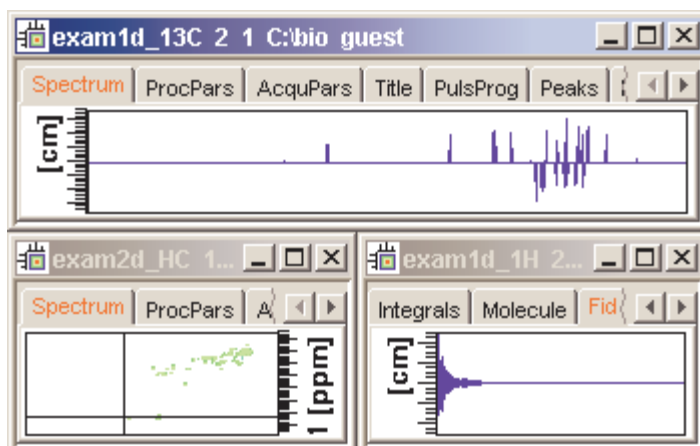 exam1d_13C 2 1 C:\bio guest
Spectrum ProcPars AcquPars Title PulsProg Peaks
[cm]
exam2d_HC 1...
Spectrum ProcPars
1 [ppm]
exam1d_1H 2...
Integrals Molecule Fid
[cm]